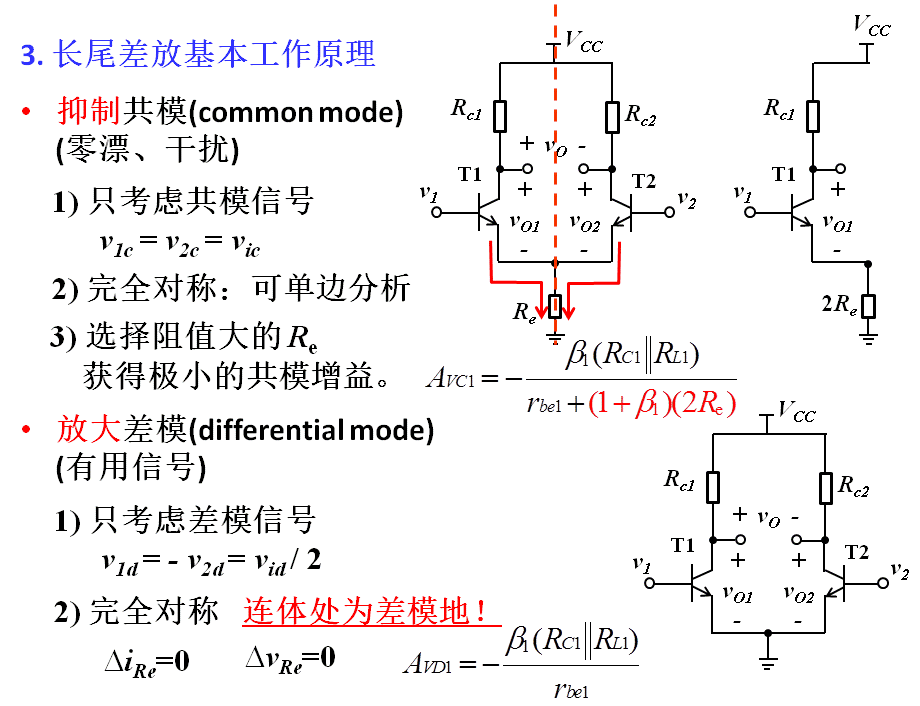 3. 长尾差放基本工作原理
• 抑制共模(common mode)
(零漂、干扰)
1) 只考虑共模信号
v1c = v2c = vic
2) 完全对称：可单边分析
3) 选择阻值大的 Re
获得极小的共模增益。
AVC1 = - β1(RC1‖RL1) / rbe1+(1+β1)(2Re)
VCC
Rc1
Rc2
+ vO -
T1
T2
v1
v2
+ +
vO1 vO2
- -
Re
VCC
Rc1
T1
v1
+
vO1
-
2Re
• 放大差模(differential mode)
(有用信号)
1) 只考虑差模信号
v1d = - v2d = vid / 2
2) 完全对称 连体处为差模地！
ΔiRe=0 ΔvRe=0
AVD1 = - β1(RC1‖RL1) / rbe1
VCC
Rc1
Rc2
+ vO -
T1
T2
v1
v2
+ +
vO1 vO2
- -